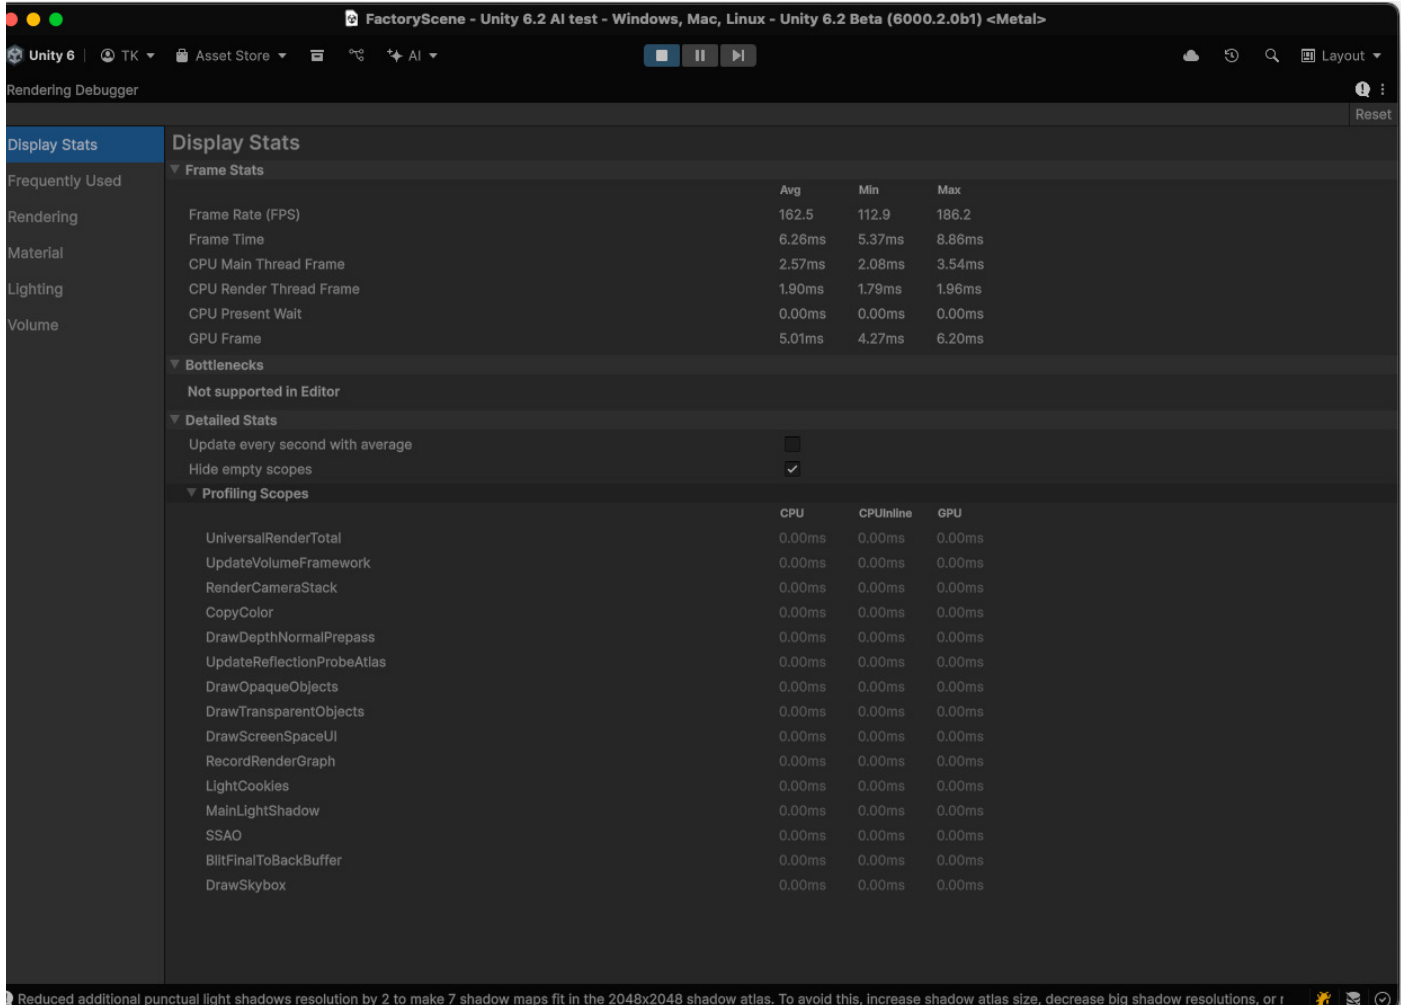 FactoryScene - Unity 6.2 AI test - Windows, Mac, Linux - Unity 6.2 Beta (6000.2.0b1) <Metal>
Unity 6 TK Asset Store AI Layout
Rendering Debugger
Reset
Display Stats
Frequently Used
Rendering
Material
Lighting
Volume
Display Stats
Frame Stats
Avg Min Max
Frame Rate (FPS) 162.5 112.9 186.2
Frame Time 6.26ms 5.37ms 8.86ms
CPU Main Thread Frame 2.57ms 2.08ms 3.54ms
CPU Render Thread Frame 1.90ms 1.79ms 1.96ms
CPU Present Wait 0.00ms 0.00ms 0.00ms
GPU Frame 5.01ms 4.27ms 6.20ms
Bottlenecks
Not supported in Editor
Detailed Stats
Update every second with average
Hide empty scopes
Profiling Scopes
CPU CPUInline GPU
UniversalRenderTotal 0.00ms 0.00ms 0.00ms
UpdateVolumeFramework 0.00ms 0.00ms 0.00ms
RenderCameraStack 0.00ms 0.00ms 0.00ms
CopyColor 0.00ms 0.00ms 0.00ms
DrawDepthNormalPrepass 0.00ms 0.00ms 0.00ms
UpdateReflectionProbeAtlas 0.00ms 0.00ms 0.00ms
DrawOpaqueObjects 0.00ms 0.00ms 0.00ms
DrawTransparentObjects 0.00ms 0.00ms 0.00ms
DrawScreenSpaceUI 0.00ms 0.00ms 0.00ms
RecordRenderGraph 0.00ms 0.00ms 0.00ms
LightCookies 0.00ms 0.00ms 0.00ms
MainLightShadow 0.00ms 0.00ms 0.00ms
SSAO 0.00ms 0.00ms 0.00ms
BlitFinalToBackBuffer 0.00ms 0.00ms 0.00ms
DrawSkybox 0.00ms 0.00ms 0.00ms
Reduced additional punctual light shadows resolution by 2 to make 7 shadow maps fit in the 2048x2048 shadow atlas. To avoid this, increase shadow atlas size, decrease big shadow resolutions, or